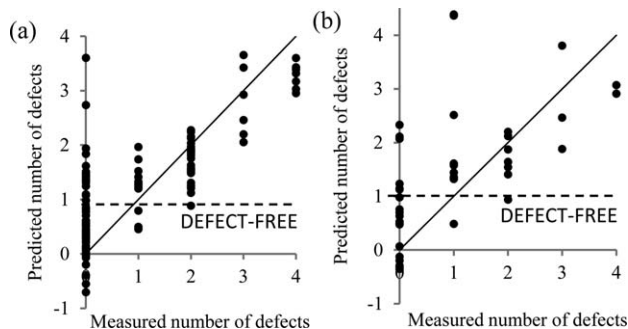 (a)
Predicted number of defects
4
3
2
1
0
-1
DEFECT-FREE
1
2
3
4
Measured number of defects
(b)
Predicted number of defects
4
3
2
1
0
-1
DEFECT-FREE
0
1
2
3
4
Measured number of defects